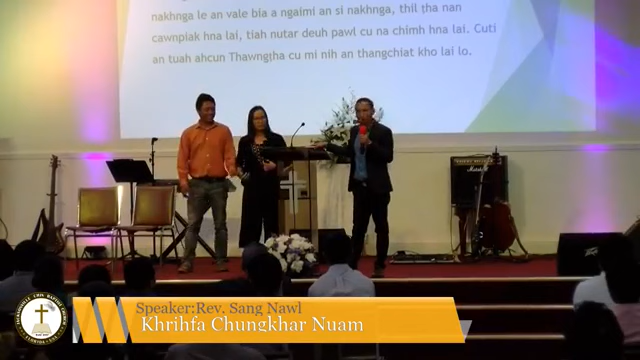 nakhnga le an vale bia a ngaimi an si nakhnga, thil ṭha nan
cawnpiak hna lai, tiah nutar deuh pawl cu na chimh hna lai. Cuti
an tuah ahcun Thawngṭha cu mi nih an thangchiat kho lai lo.
Marshall
Speaker:Rev. Sang Nawl
Khrihfa Chungkhar Nuam